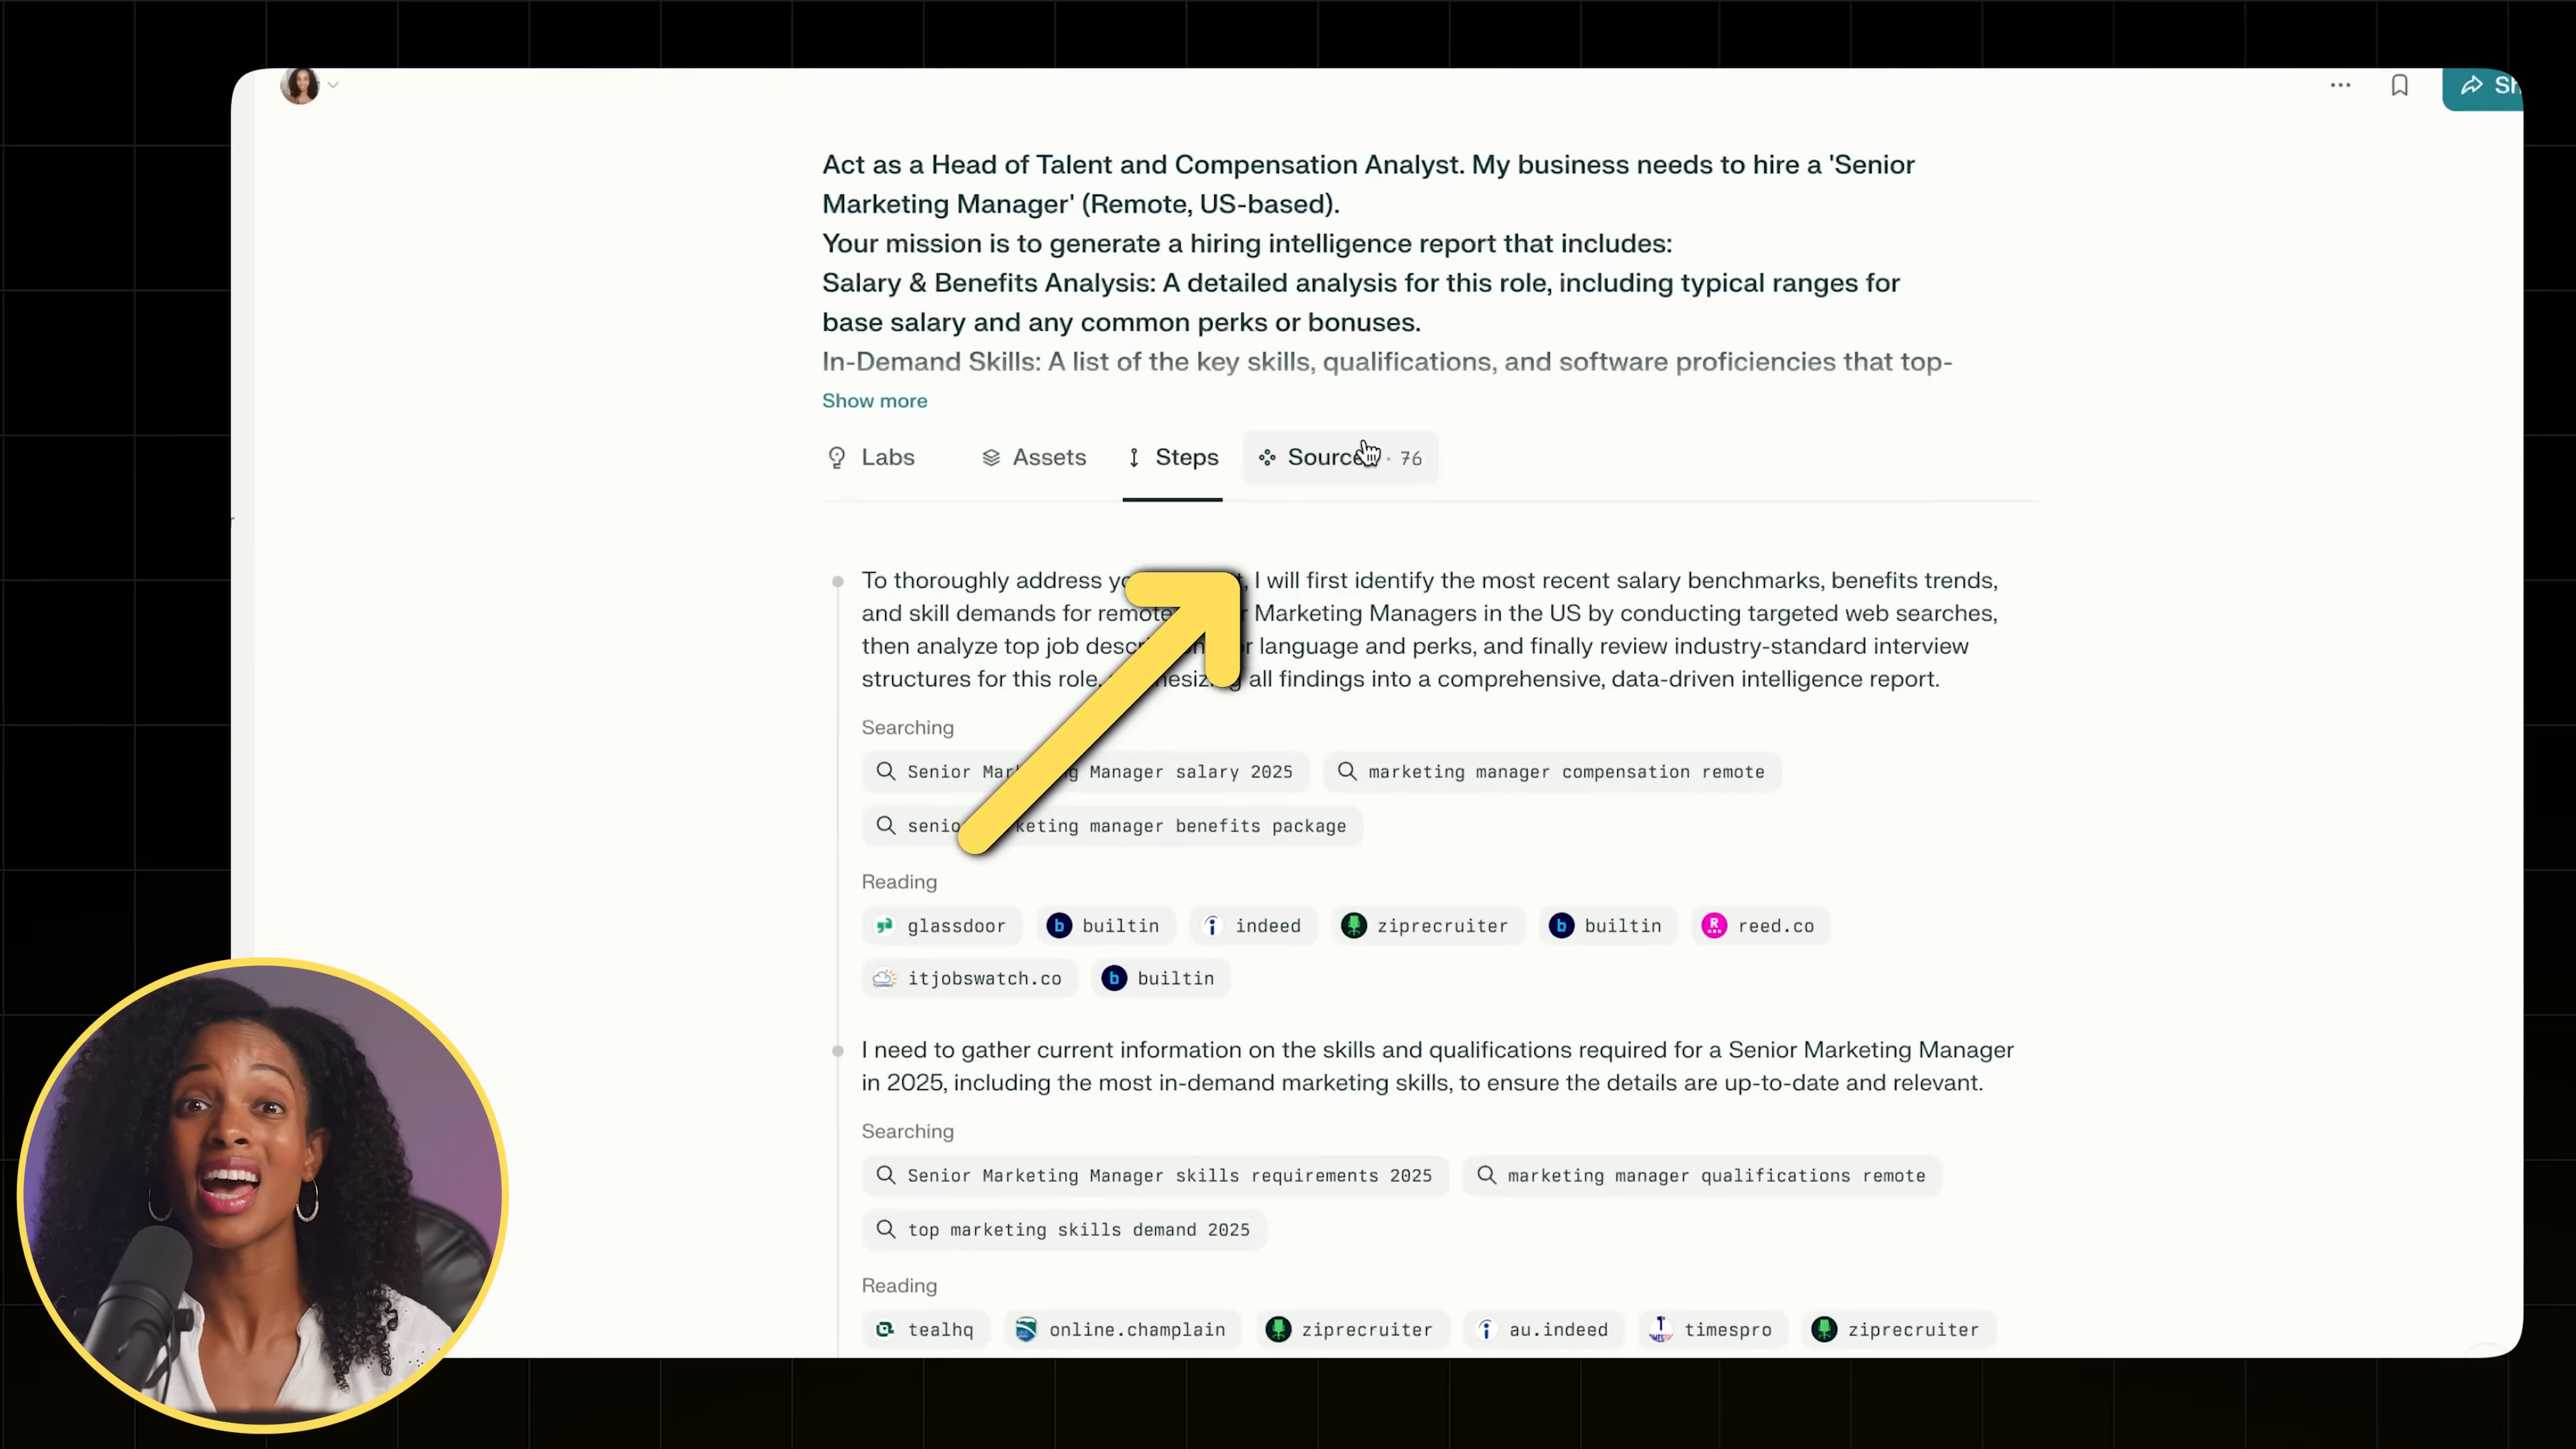 Sh
Act as a Head of Talent and Compensation Analyst. My business needs to hire a 'Senior
Marketing Manager' (Remote, US-based).
Your mission is to generate a hiring intelligence report that includes:
Salary & Benefits Analysis: A detailed analysis for this role, including typical ranges for
base salary and any common perks or bonuses.
In-Demand Skills: A list of the key skills, qualifications, and software proficiencies that top-
Show more
Labs Assets Steps Source · 76
To thoroughly address I will first identify the most recent salary benchmarks, benefits trends,
and skill demands for remote Marketing Managers in the US by conducting targeted web searches,
then analyze top job language and perks, and finally review industry-standard interview
structures for this role, all findings into a comprehensive, data-driven intelligence report.
Searching
Senior Manager salary 2025 marketing manager compensation remote
manager benefits package
Reading
glassdoor builtin indeed ziprecruiter builtin reed.co
itjobswatch.co builtin
I need to gather current information on the skills and qualifications required for a Senior Marketing Manager
in 2025, including the most in-demand marketing skills, to ensure the details are up-to-date and relevant.
Searching
Senior Marketing Manager skills requirements 2025 marketing manager qualifications remote
top marketing skills demand 2025
Reading
tealhq online.champlain ziprecruiter au.indeed timespro ziprecruiter